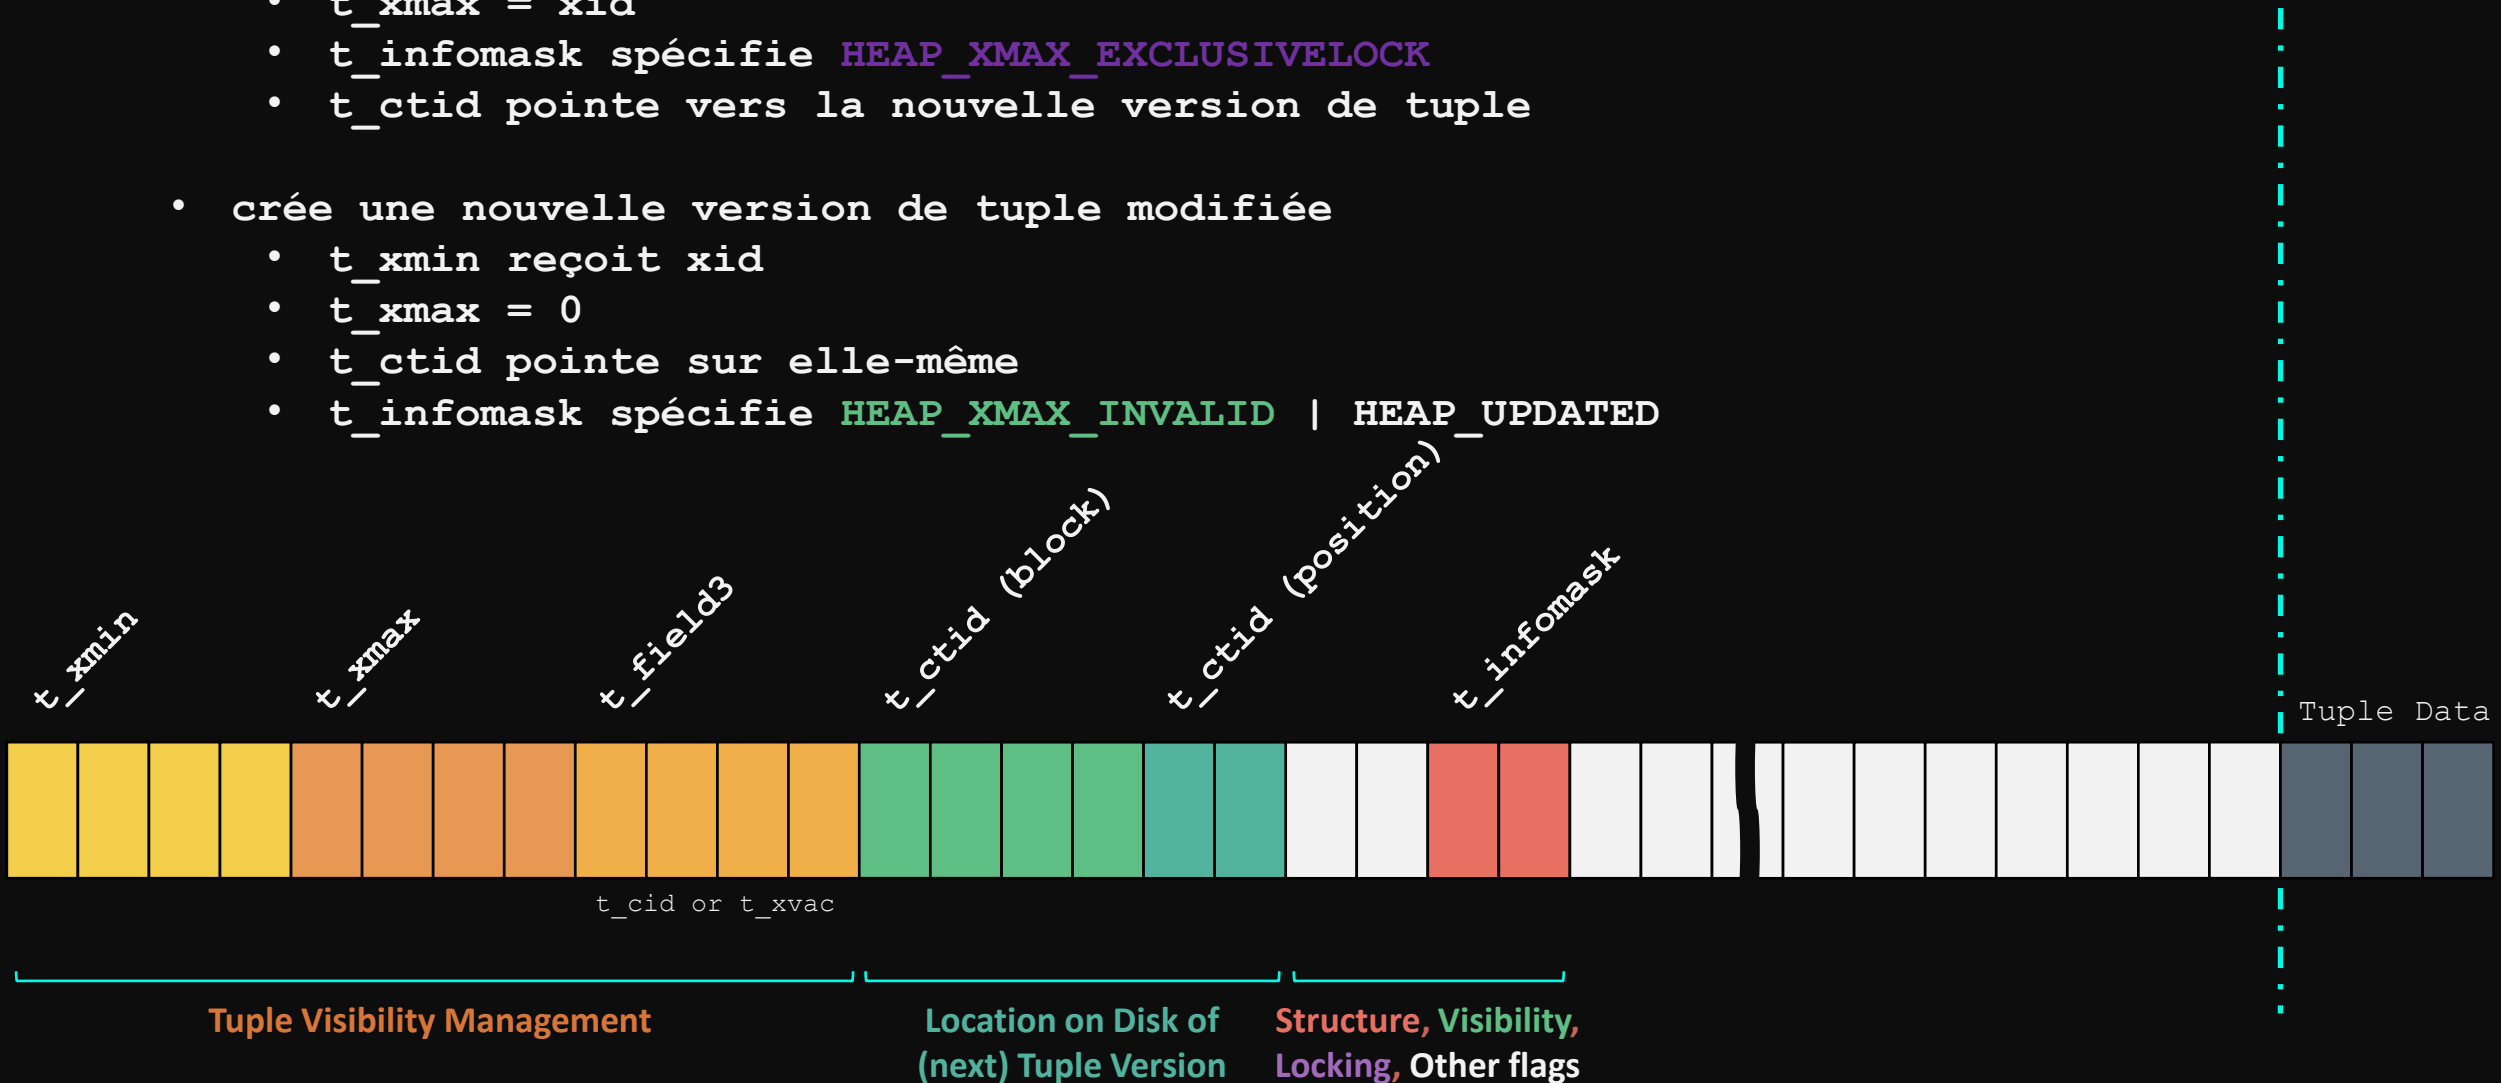 • t_xmax = xid
• t_infomask spécifie HEAP_XMAX_EXCLUSIVELOCK
• t_ctid pointe vers la nouvelle version de tuple
• crée une nouvelle version de tuple modifiée
• t_xmin reçoit xid
• t_xmax = 0
• t_ctid pointe sur elle-même
• t_infomask spécifie HEAP_XMAX_INVALID | HEAP_UPDATED
t_xmin
t_xmax
t_field3
t_ctid (block)
t_ctid (position)
t_infomask
Tuple Data
t_cid or t_xvac
Tuple Visibility Management
Location on Disk of
(next) Tuple Version
Structure, Visibility,
Locking, Other flags